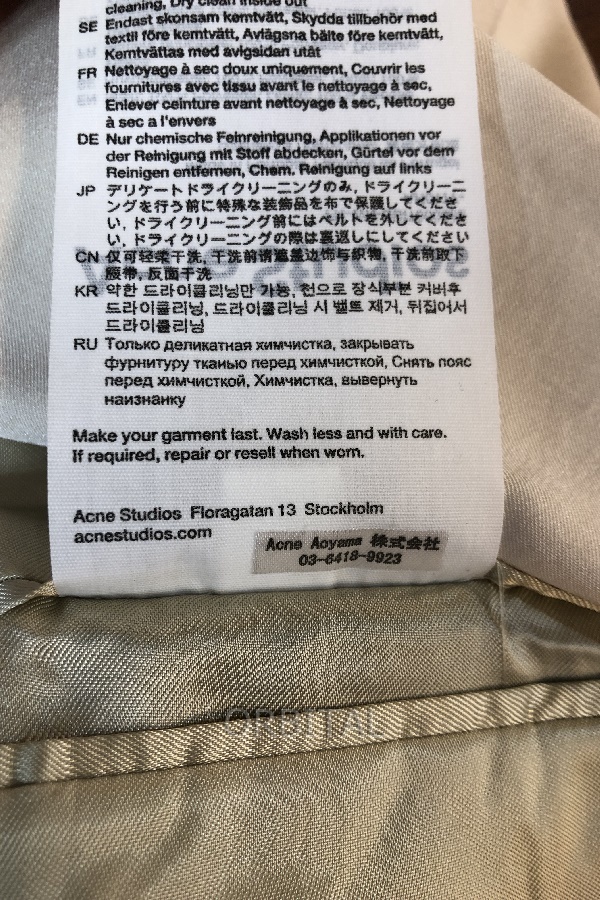 cleaning, Dry clean inside out
SE Endast skonsam kemtvätt, Skydda tillbehör med
textil före kemtvätt, Avlägsna bälte före kemtvätt,
Kemtvättas med avigsidan utåt
FR Nettoyage à sec doux uniquement, Couvrir les
fournitures avec tissu avant le nettoyage à sec,
Enlever ceinture avant nettoyage à sec, Nettoyage
à sec a l'envers
DE Nur chemische Feinreinigung, Applikationen vor
der Reinigung mit Stoff abdecken, Gürtel vor dem
Reinigen entfernen, Chem. Reinigung auf links
JP デリケートドライクリーニングのみ, ドライクリーニ
ングを行う前に特殊な装飾品を布で保護してくださ
い, ドライクリーニング前にはベルトを外してくださ
い, ドライクリーニングの際は裏返しにしてください
CN 仅可轻柔干洗, 干洗前请遮盖边饰与织物, 干洗前取下
腰带, 反面干洗
KR 약한 드라이클리닝만 가능, 천으로 장식부분 커버후
드라이클리닝, 드라이클리닝 시 벨트 제거, 뒤집어서
드라이클리닝
RU Только деликатная химчистка, закрывать
фурнитуру тканью перед химчисткой, Снять пояс
перед химчисткой, Химчистка, вывернуть
наизнанку
Make your garment last. Wash less and with care.
If required, repair or resell when worn.
Acne Studios Floragatan 13 Stockholm
acnestudios.com
Acne Aoyama 株式会社
03-6418-9923
ORBITAL